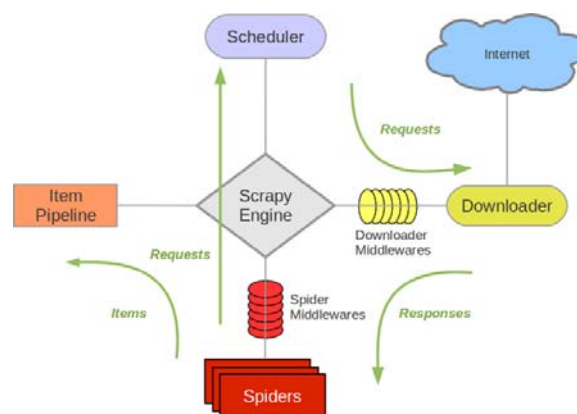 Scheduler
Internet
Requests
Item
Pipeline
Scrapy
Engine
Downloader
Downloader
Middlewares
Requests
Spider
Middlewares
Items
Responses
Spiders